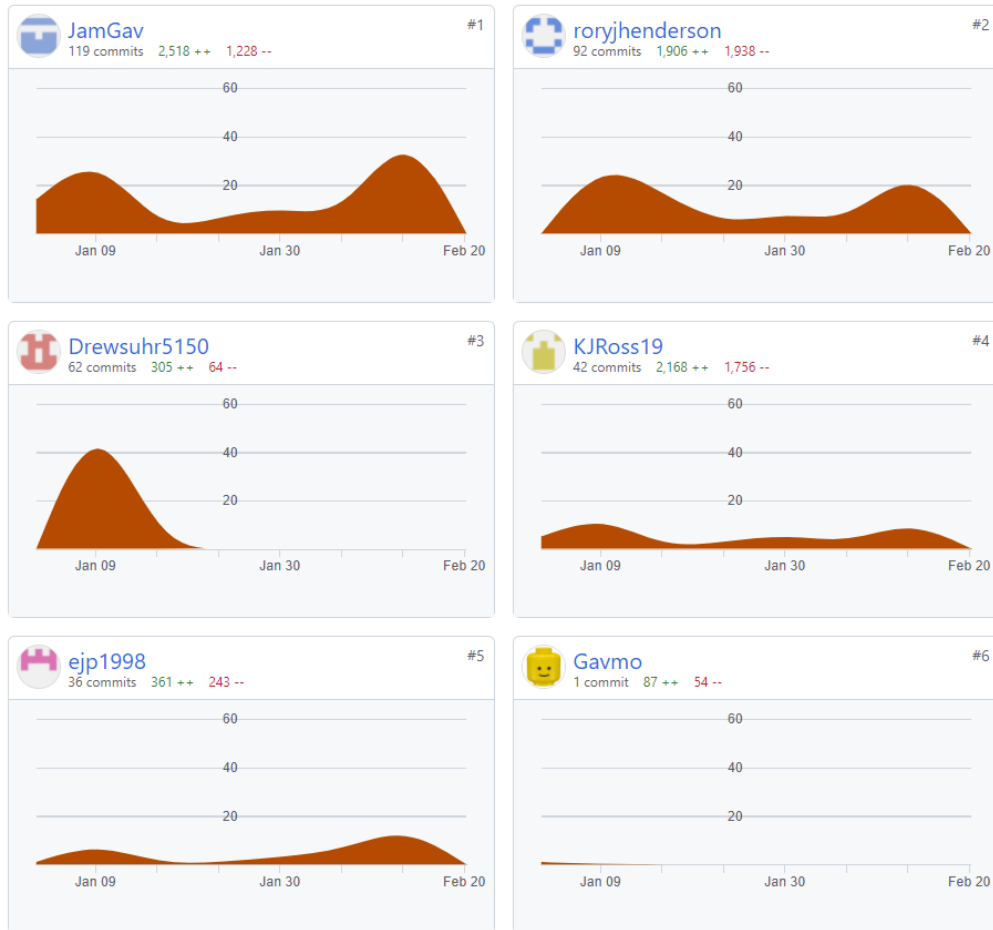 JamGav #1
119 commits 2,518 ++ 1,228 --
60
40
20
Jan 09 Jan 30 Feb 20
roryjhenderson #2
92 commits 1,906 ++ 1,938 --
60
40
20
Jan 09 Jan 30 Feb 20
Drewsuhr5150 #3
62 commits 305 ++ 64 --
60
40
20
Jan 09 Jan 30 Feb 20
KJRoss19 #4
42 commits 2,168 ++ 1,756 --
60
40
20
Jan 09 Jan 30 Feb 20
ejp1998 #5
36 commits 361 ++ 243 --
60
40
20
Jan 09 Jan 30 Feb 20
Gavmo #6
1 commit 87 ++ 54 --
60
40
20
Jan 09 Jan 30 Feb 20